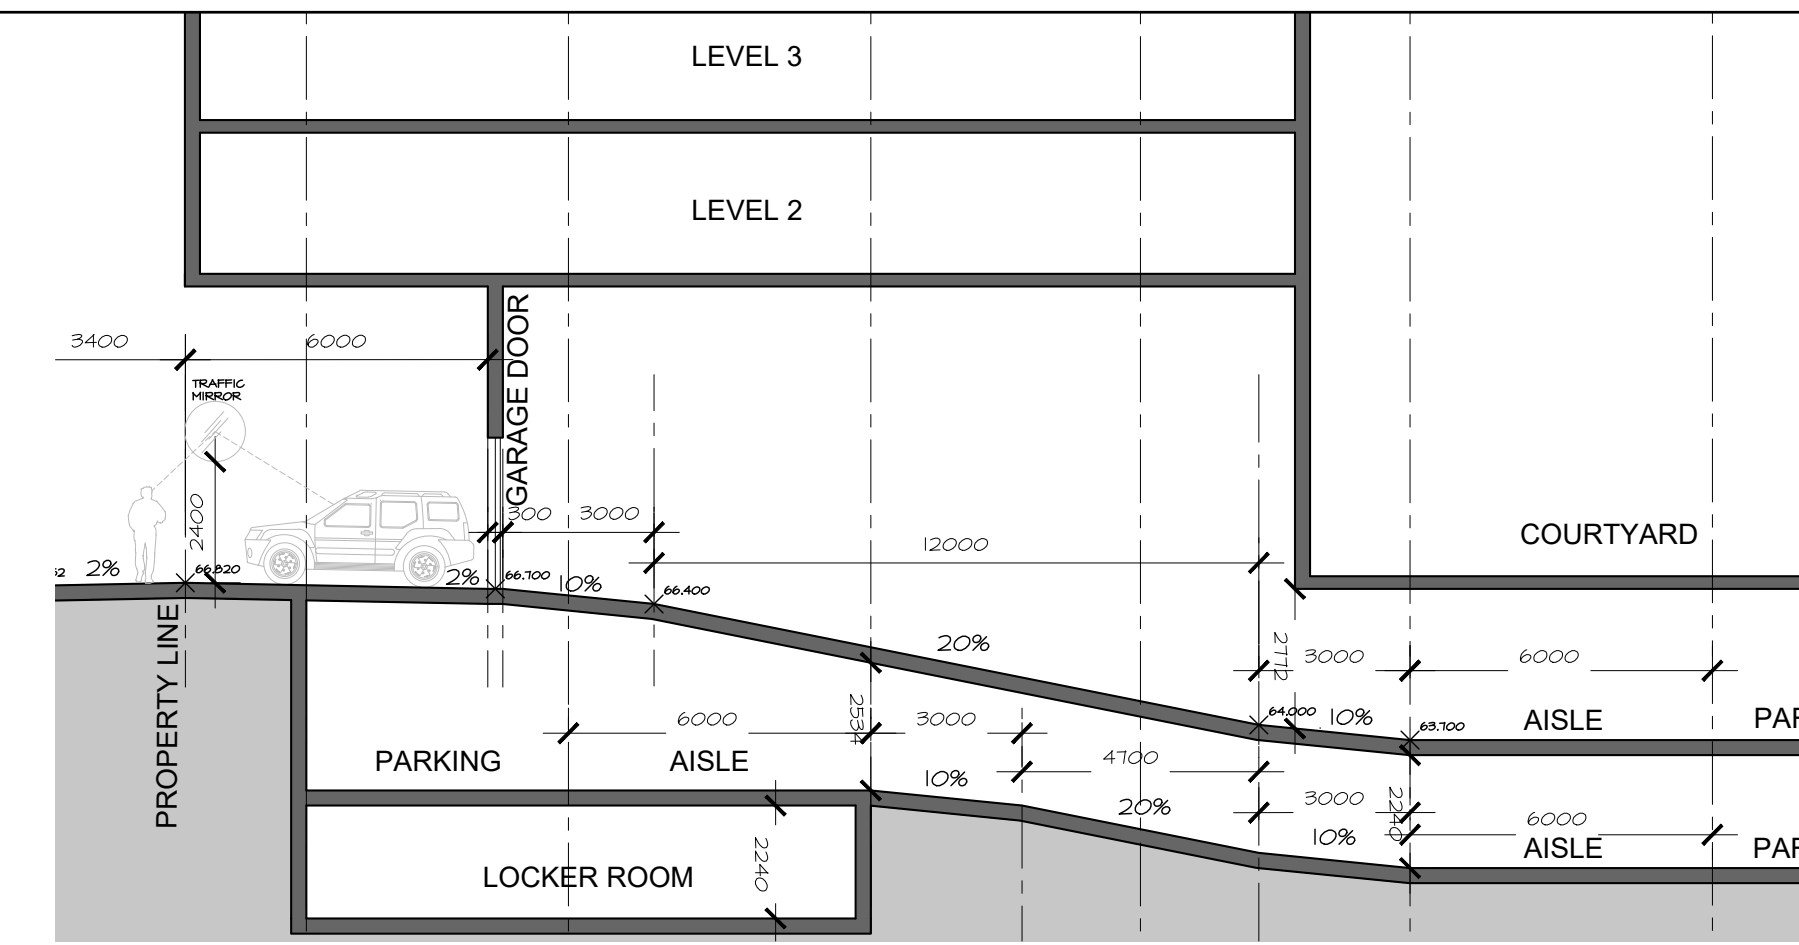 LEVEL 3
LEVEL 2
3400
6000
TRAFFIC
MIRROR
GARAGE DOOR
2400
300
3000
12000
COURTYARD
2%
66.820
2%
66.700
10%
66.400
PROPERTY LINE
20%
2772
3000
6000
2534
6000
3000
64.000
10%
63.700
AISLE
PARKING
AISLE
4700
10%
20%
3000
2240
6000
10%
AISLE
LOCKER ROOM
2240